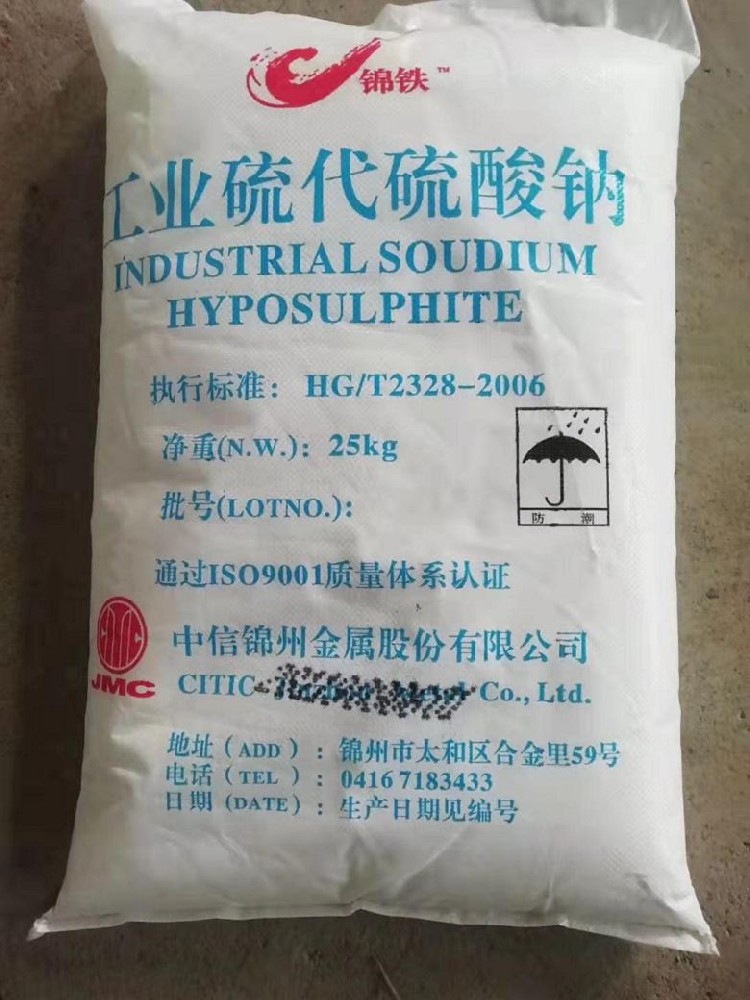 锦铁™
工业硫代硫酸钠
INDUSTRIAL SOUDIUM
HYPOSULPHITE
执行标准: HG/T2328-2006
净重(N.W.): 25kg
批号(LOTNO.):
防 潮
通过ISO9001质量体系认证
CITIC
JMC
中信锦州金属股份有限公司
CITIC Co., Ltd.
地址(ADD): 锦州市太和区合金里59号
电话(TEL): 0416 7183433
日期(DATE): 生产日期见编号